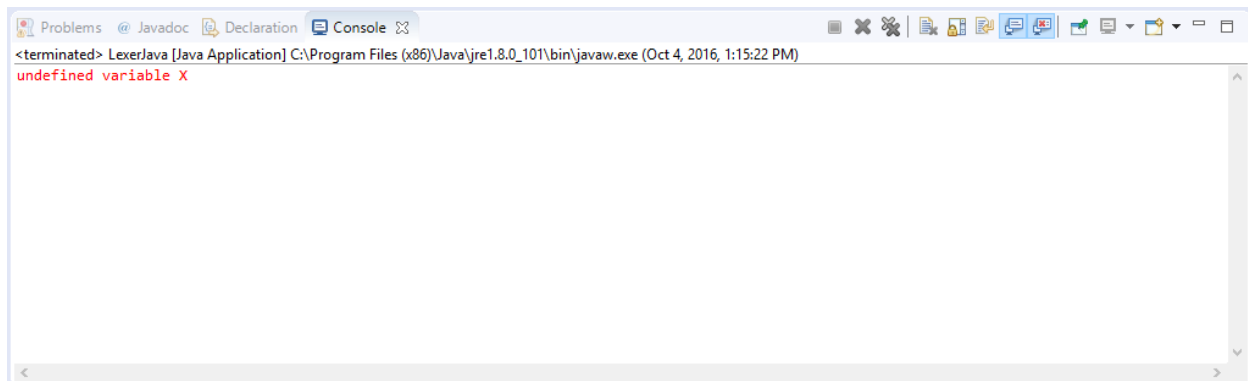 Problems @ Javadoc Declaration Console
<terminated> LexerJava [Java Application] C:\Program Files (x86)\Java\jre1.8.0_101\bin\javaw.exe (Oct 4, 2016, 1:15:22 PM)
undefined variable X